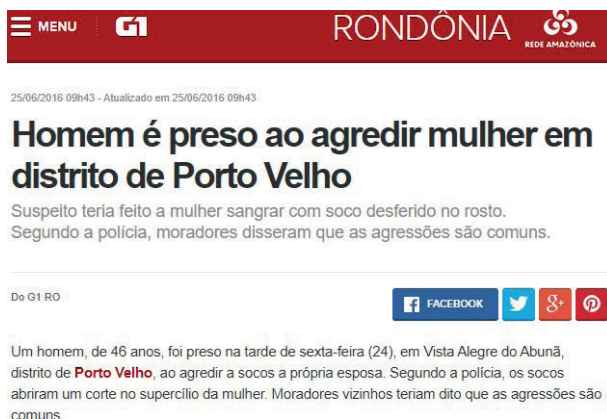 MENU G1 RONDÔNIA REDE AMAZÔNICA
25/06/2016 09h43 - Atualizado em 25/06/2016 09h43
Homem é preso ao agredir mulher em
distrito de Porto Velho
Suspeito teria feito a mulher sangrar com soco desferido no rosto.
Segundo a polícia, moradores disseram que as agressões são comuns.
Do G1 RO FACEBOOK 8+
Um homem, de 46 anos, foi preso na tarde de sexta-feira (24), em Vista Alegre do Abunã,
distrito de Porto Velho, ao agredir a socos a própria esposa. Segundo a polícia, os socos
abriram um corte no supercílio da mulher. Moradores vizinhos teriam dito que as agressões são
comuns